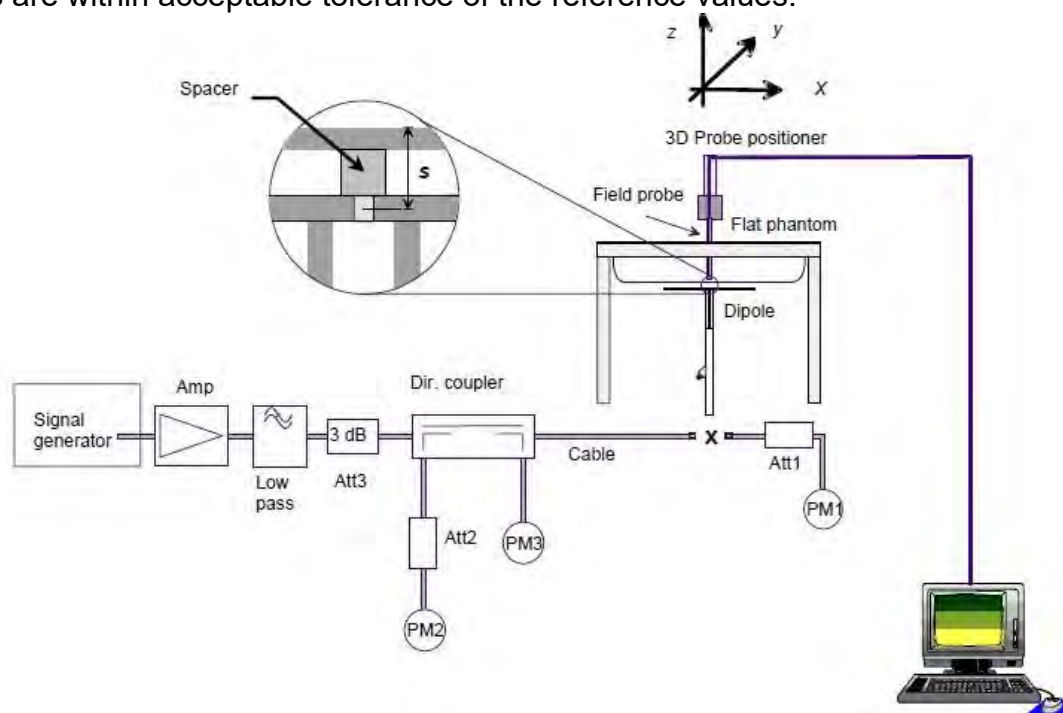 s are within acceptable tolerance of the reference values.
z
y
X
Spacer
s
3D Probe positioner
Field probe
Flat phantom
Dipole
Signal
generator
Amp
Low
pass
3 dB
Att3
Dir. coupler
Cable
x
Att1
PM1
Att2
PM3
PM2